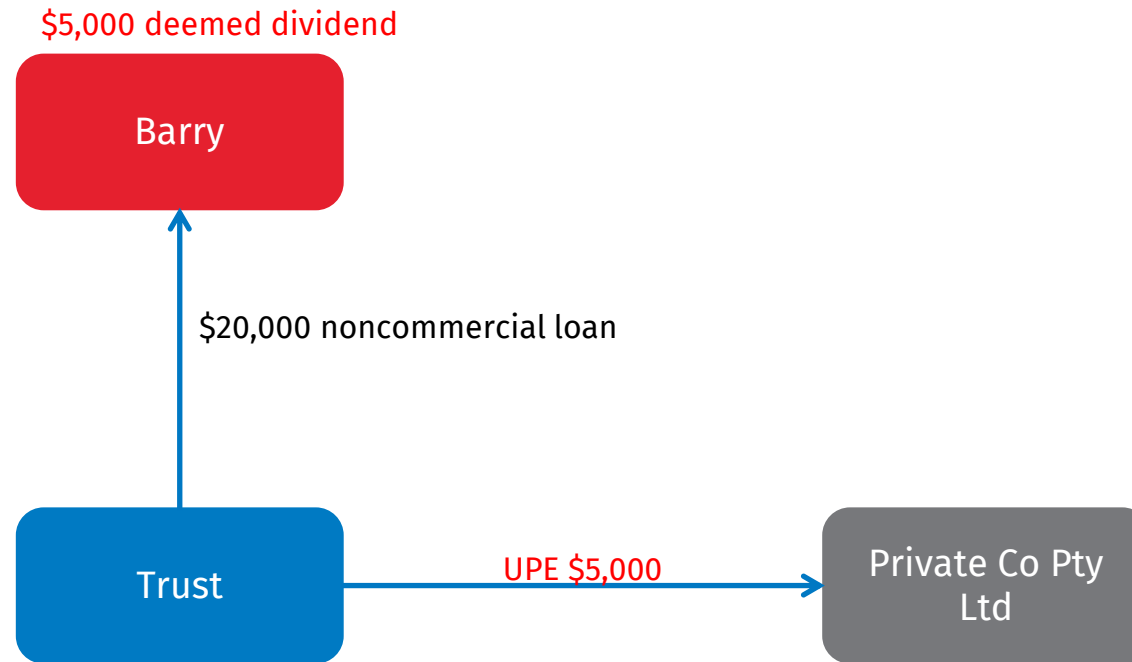 $5,000 deemed dividend
Barry
$20,000 noncommercial loan
Trust
UPE $5,000
Private Co Pty
Ltd